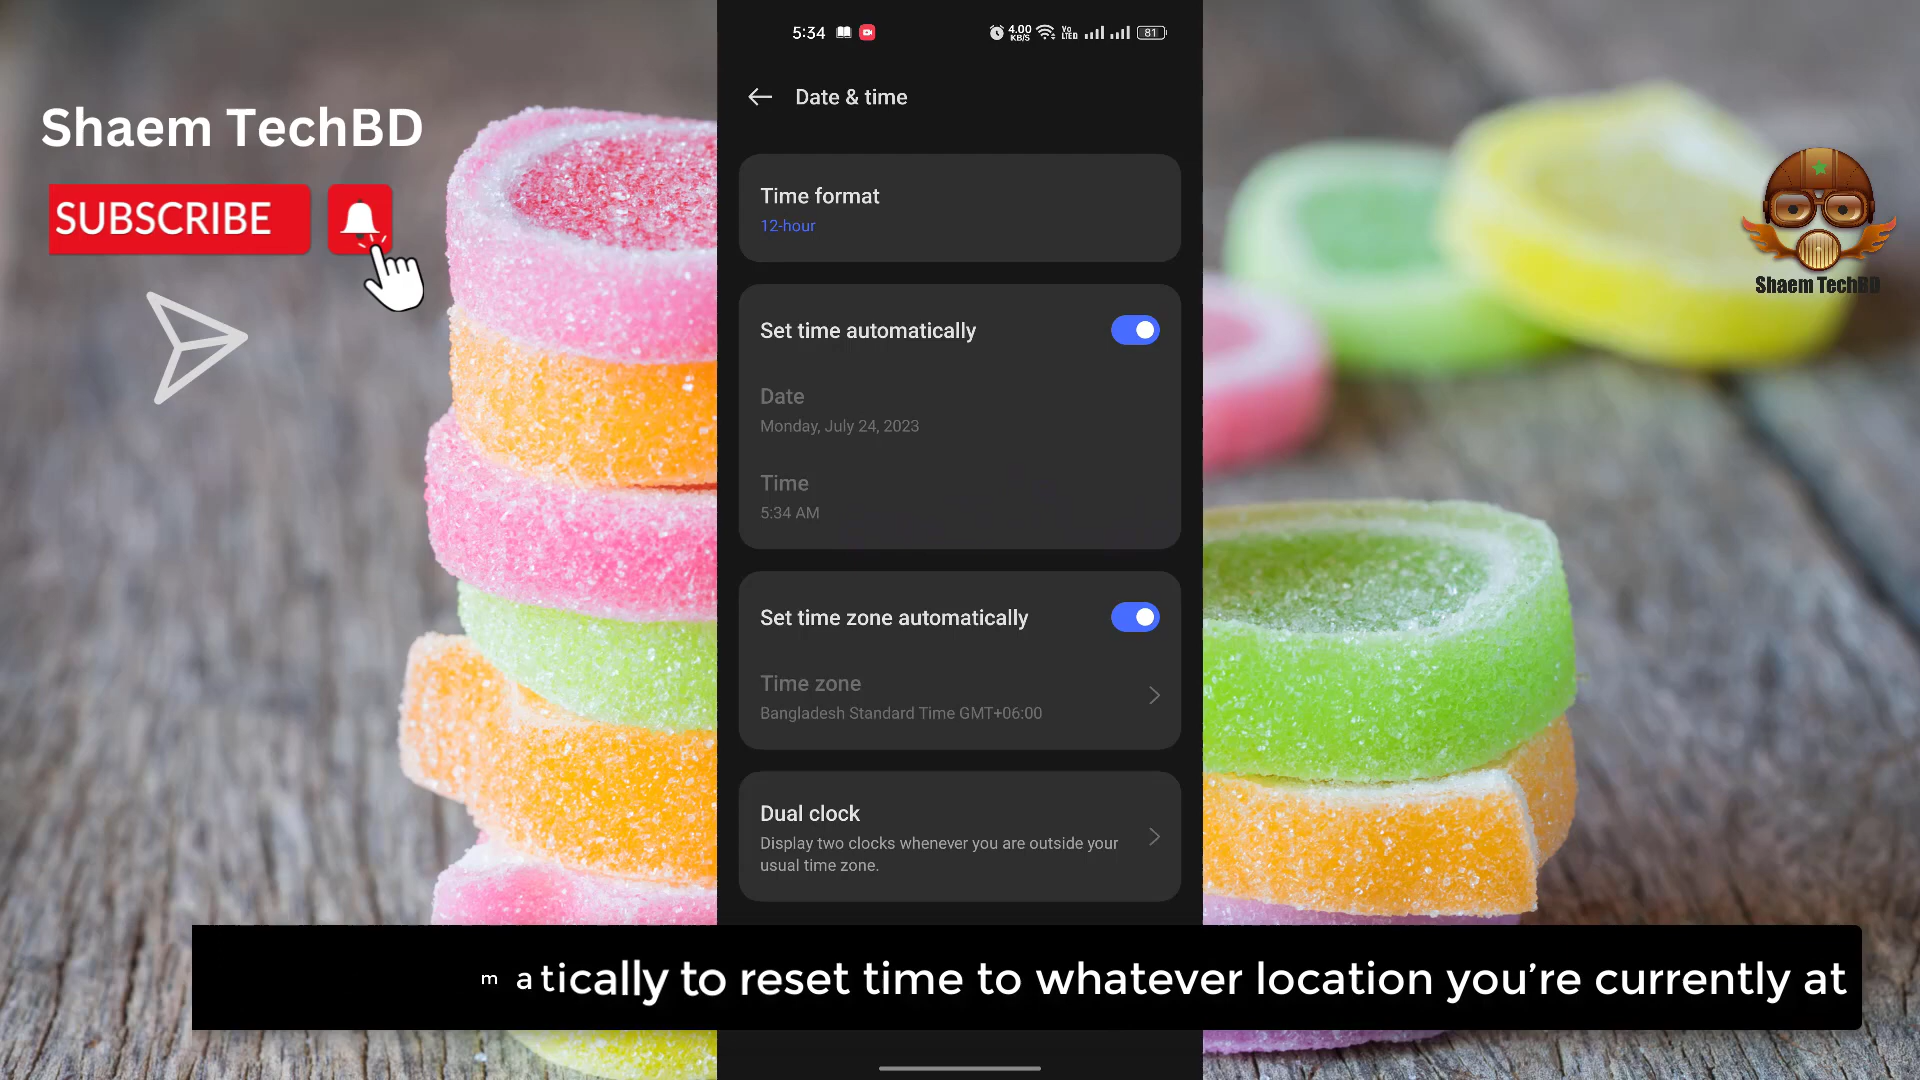 Shaem TechBD
SUBSCRIBE
5:34
4.00
KB/S
Vo
LTED
81
Date & time
Time format
12-hour
Set time automatically
Date
Monday, July 24, 2023
Time
5:34 AM
Set time zone automatically
Time zone
Bangladesh Standard Time GMT+06:00
Dual clock
Display two clocks whenever you are outside your
usual time zone.
Shaem TechBD
matically to reset time to whatever location you’re currently at